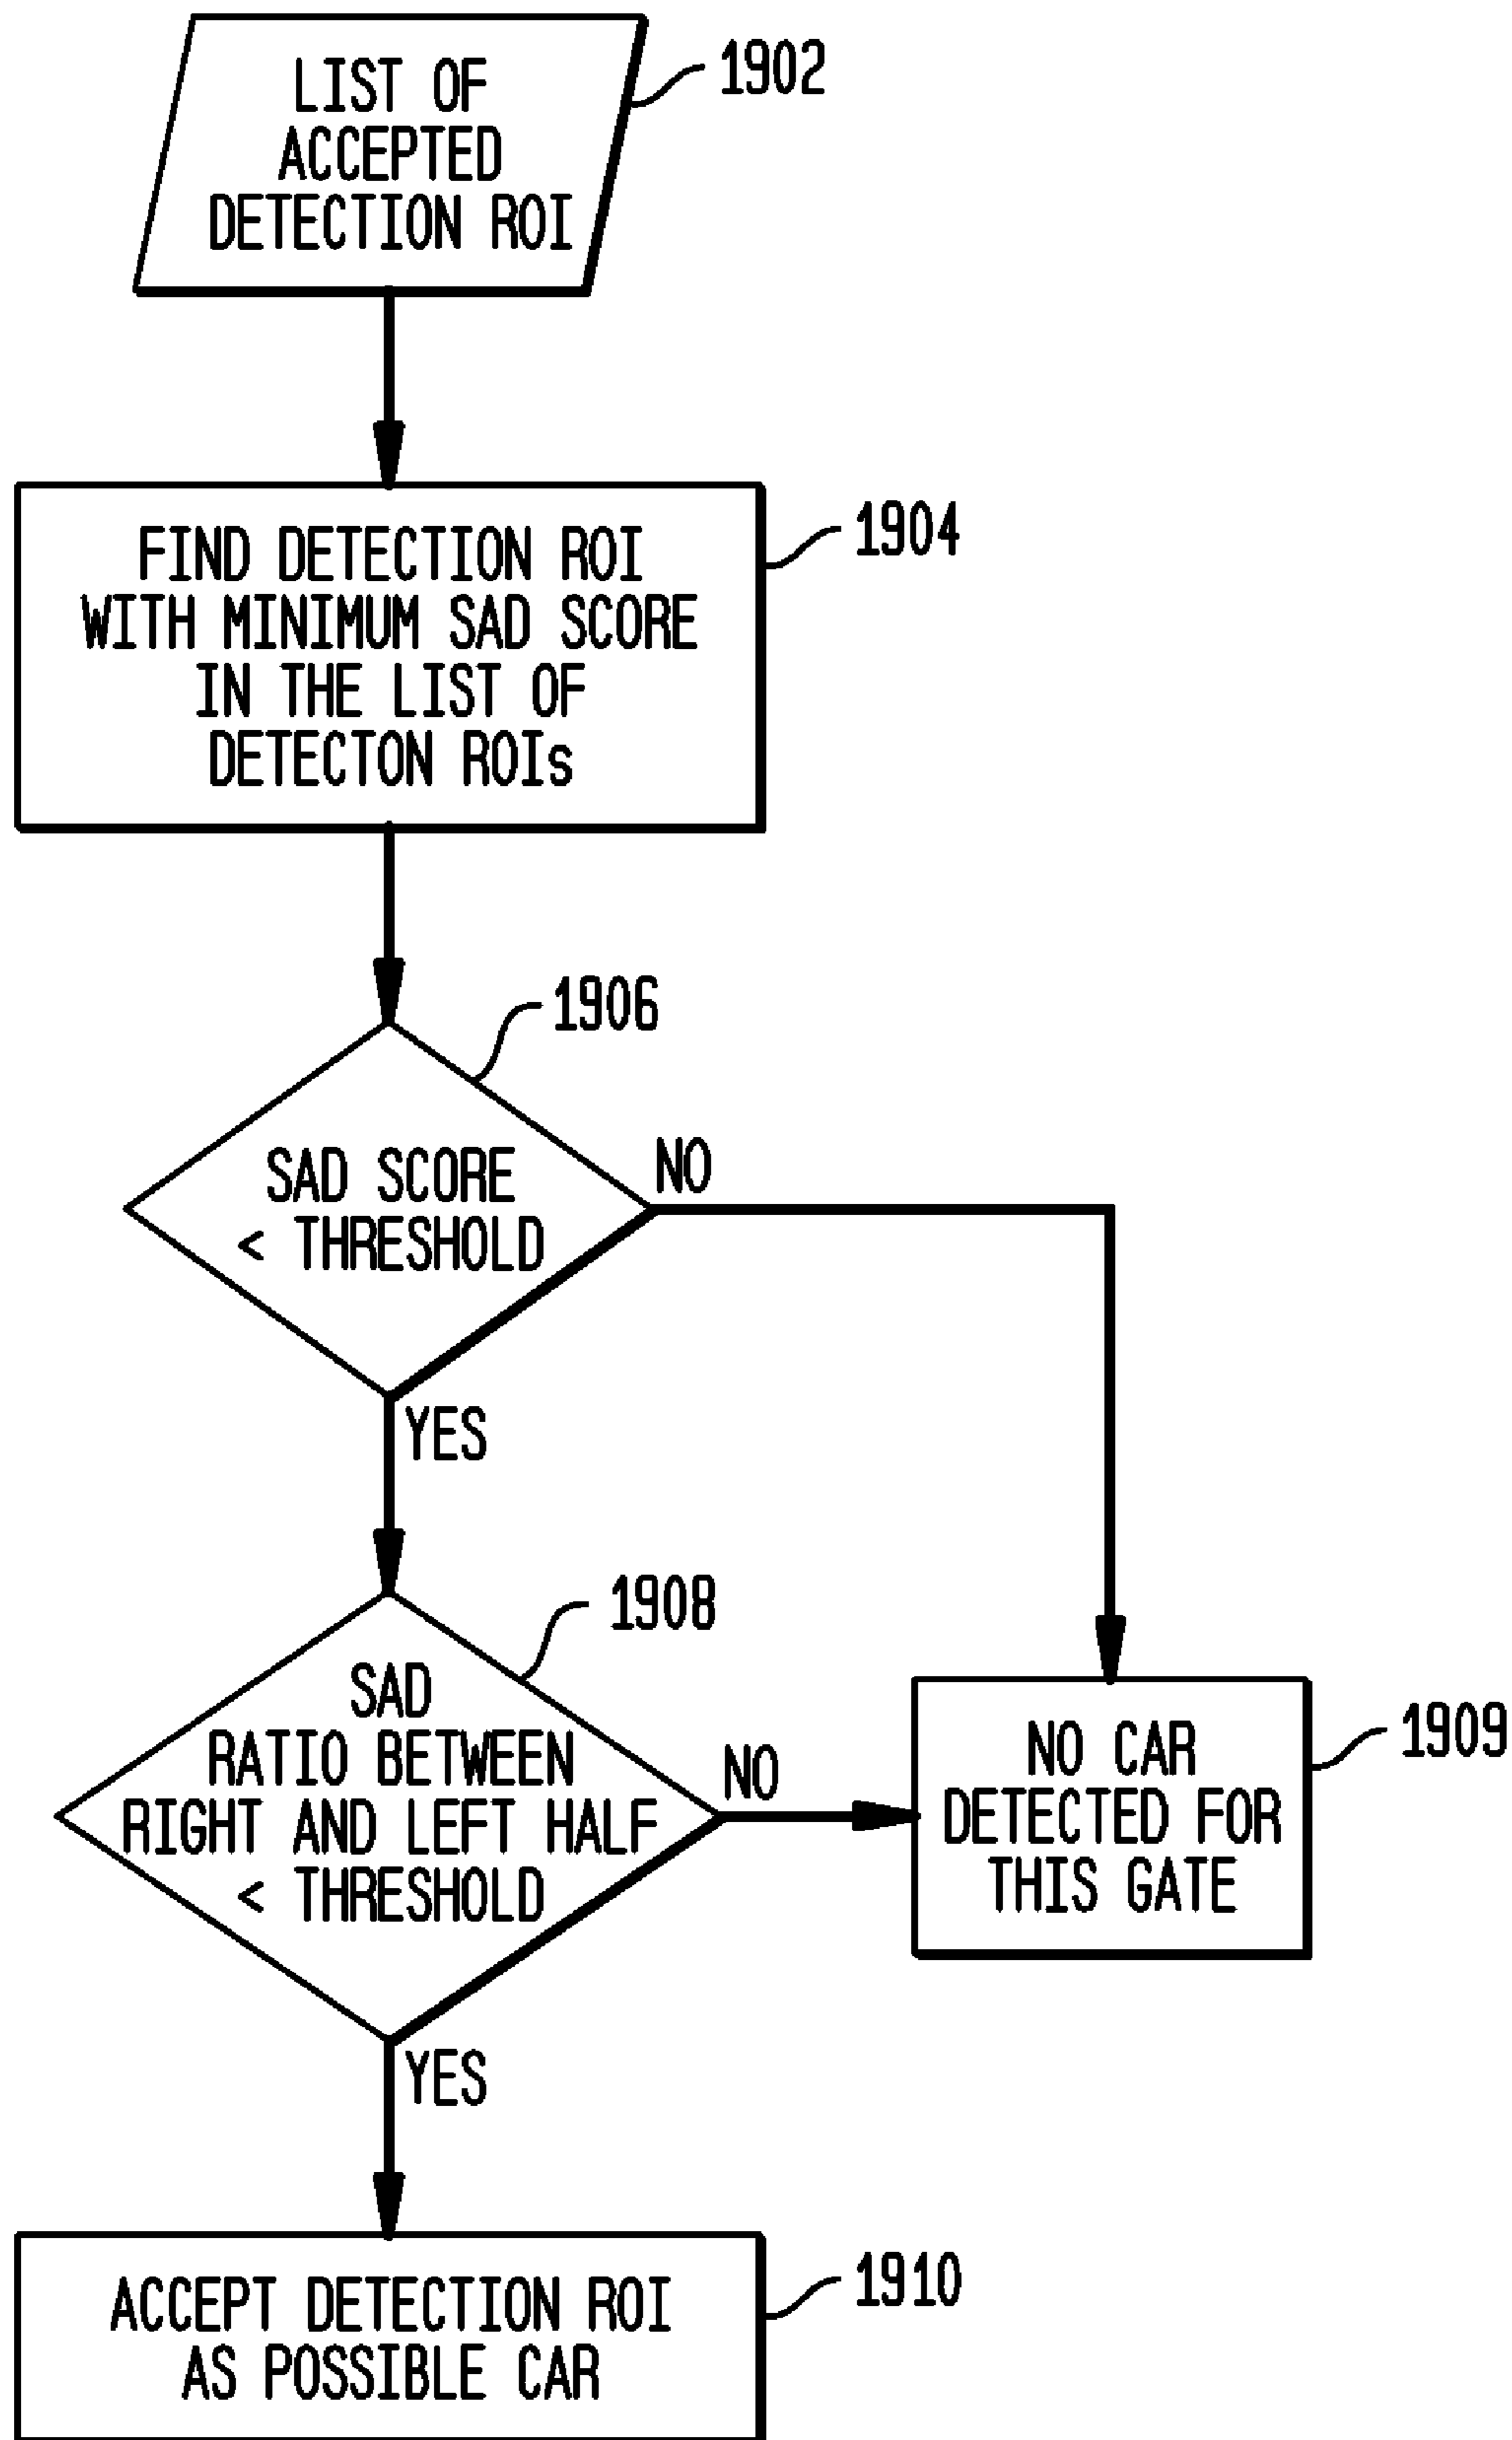 LIST OF
ACCEPTED
DETECTION ROI
1902
FIND DETECTION ROI
WITH MINIMUM SAD SCORE
IN THE LIST OF
DETECTON ROIs
1904
1906
SAD SCORE
< THRESHOLD
NO
YES
1908
SAD
RATIO BETWEEN
RIGHT AND LEFT HALF
< THRESHOLD
NO
NO CAR
DETECTED FOR
THIS GATE
1909
YES
ACCEPT DETECTION ROI
AS POSSIBLE CAR
1910